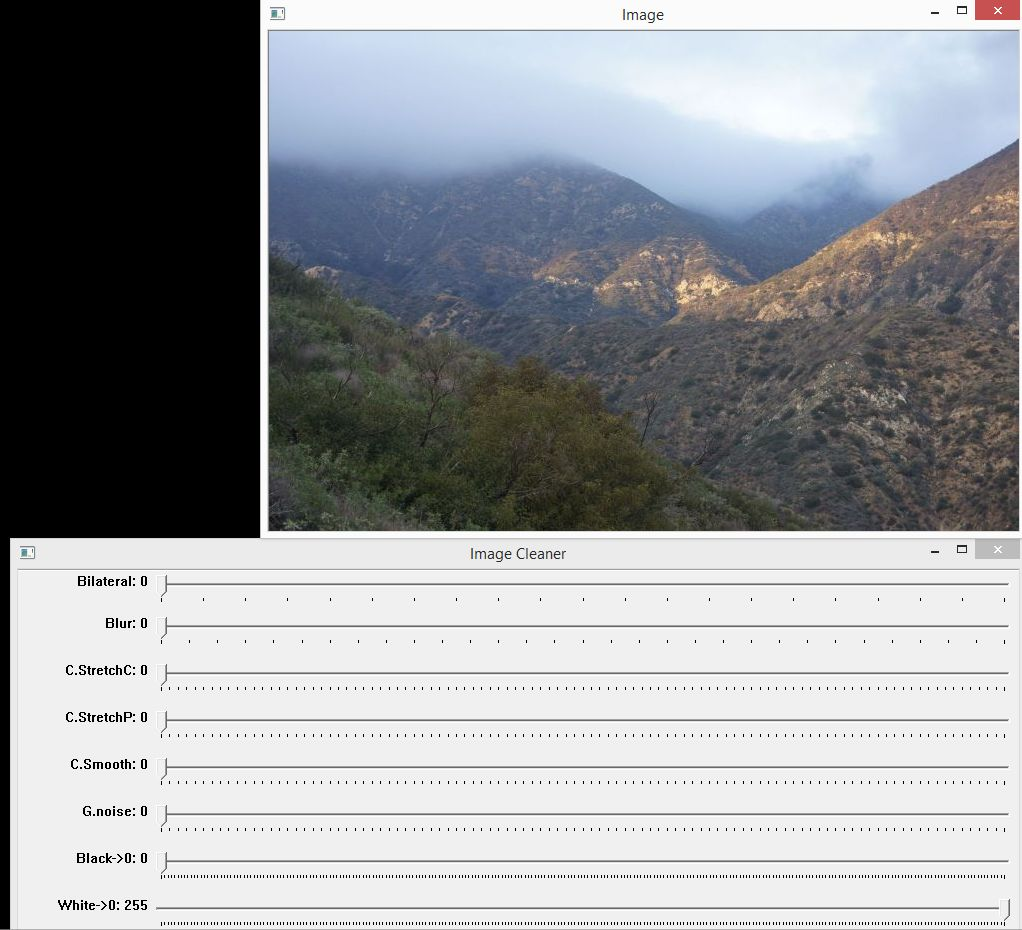 Image
Image Cleaner
Bilateral: 0
Blur: 0
C.StretchC: 0
C.StretchP: 0
C.Smooth: 0
G.noise: 0
Black->0: 0
White->0: 255